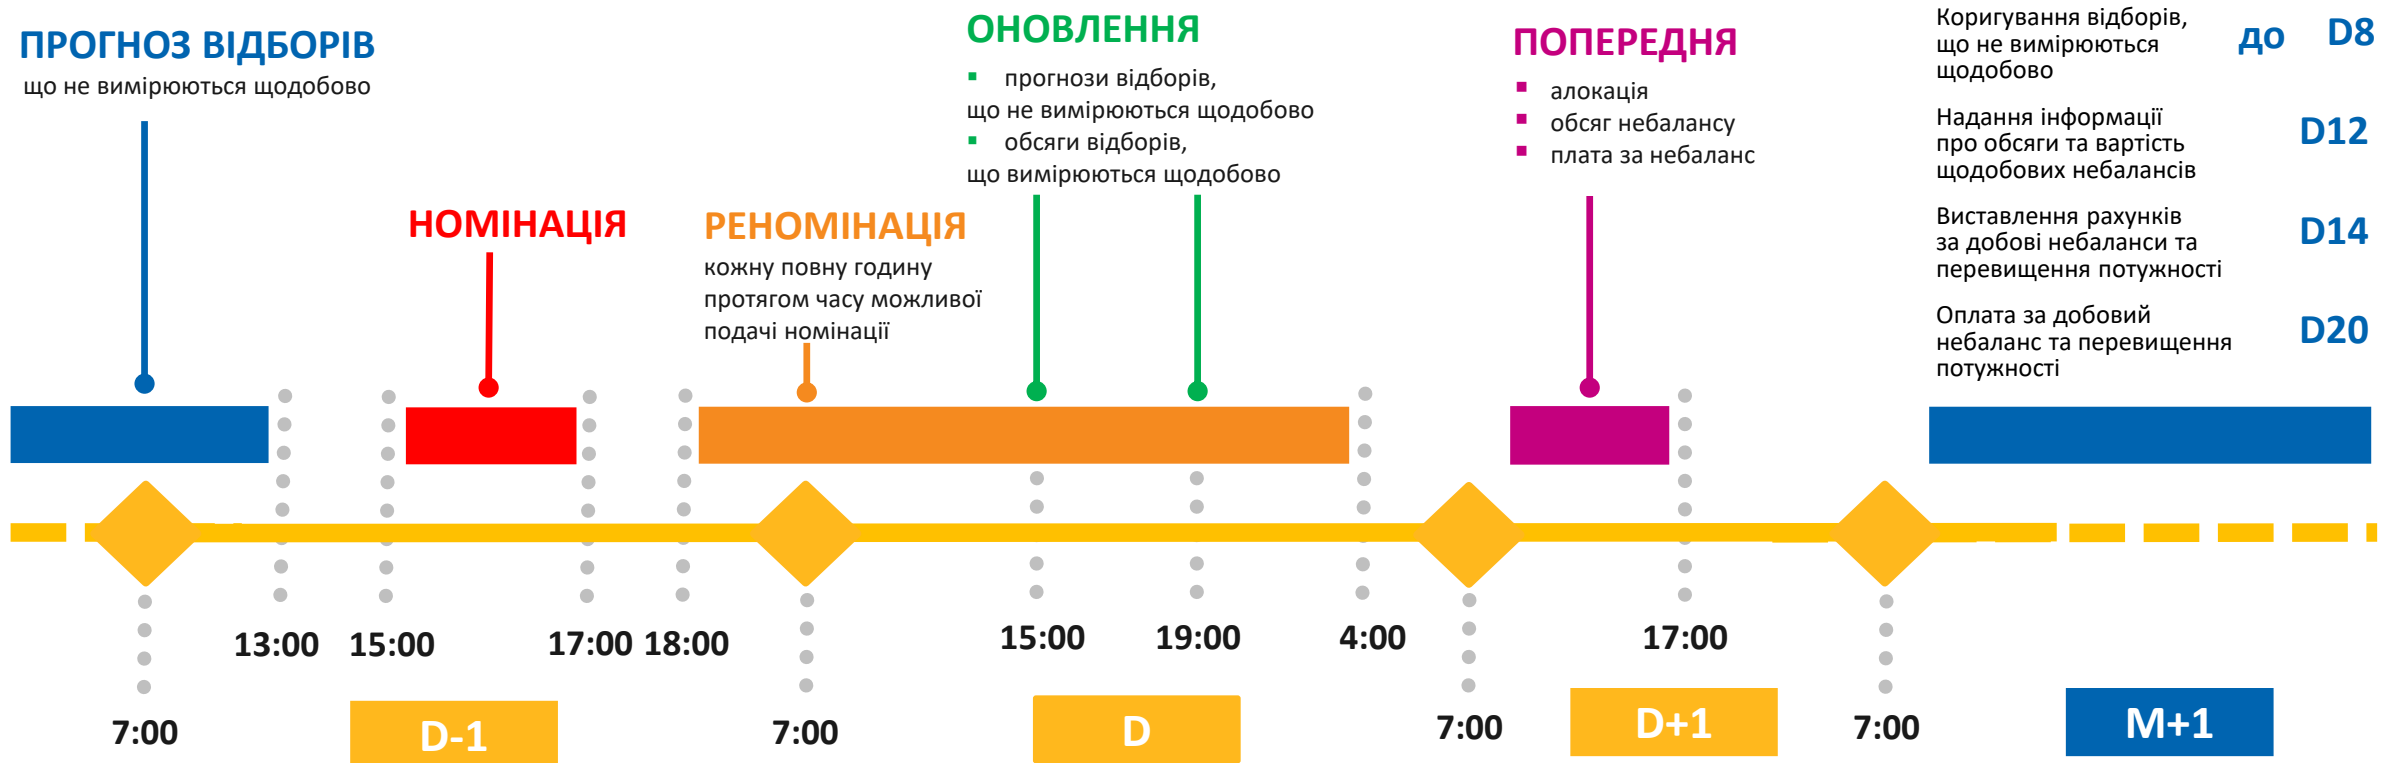 ПРОГНОЗ ВІДБОРІВ
що не вимірюються щодобово
НОМІНАЦІЯ
РЕНОМІНАЦІЯ
кожну повну годину
протягом часу можливої
подачі номінації
ОНОВЛЕННЯ
прогнози відборів,
що не вимірюються щодобово
обсяги відборів,
що вимірюються щодобово
ПОПЕРЕДНЯ
алокація
обсяг небалансу
плата за небаланс
Коригування відборів,
що не вимірюються
щодобово
до D8
Надання інформації
про обсяги та вартість
щодобових небалансів
D12
Виставлення рахунків
за добові небаланси та
перевищення потужності
D14
Оплата за добовий
небаланс та перевищення
потужності
D20
13:00 15:00 17:00 18:00 15:00 19:00 4:00 17:00
7:00 D-1 7:00 D 7:00 D+1 7:00 M+1